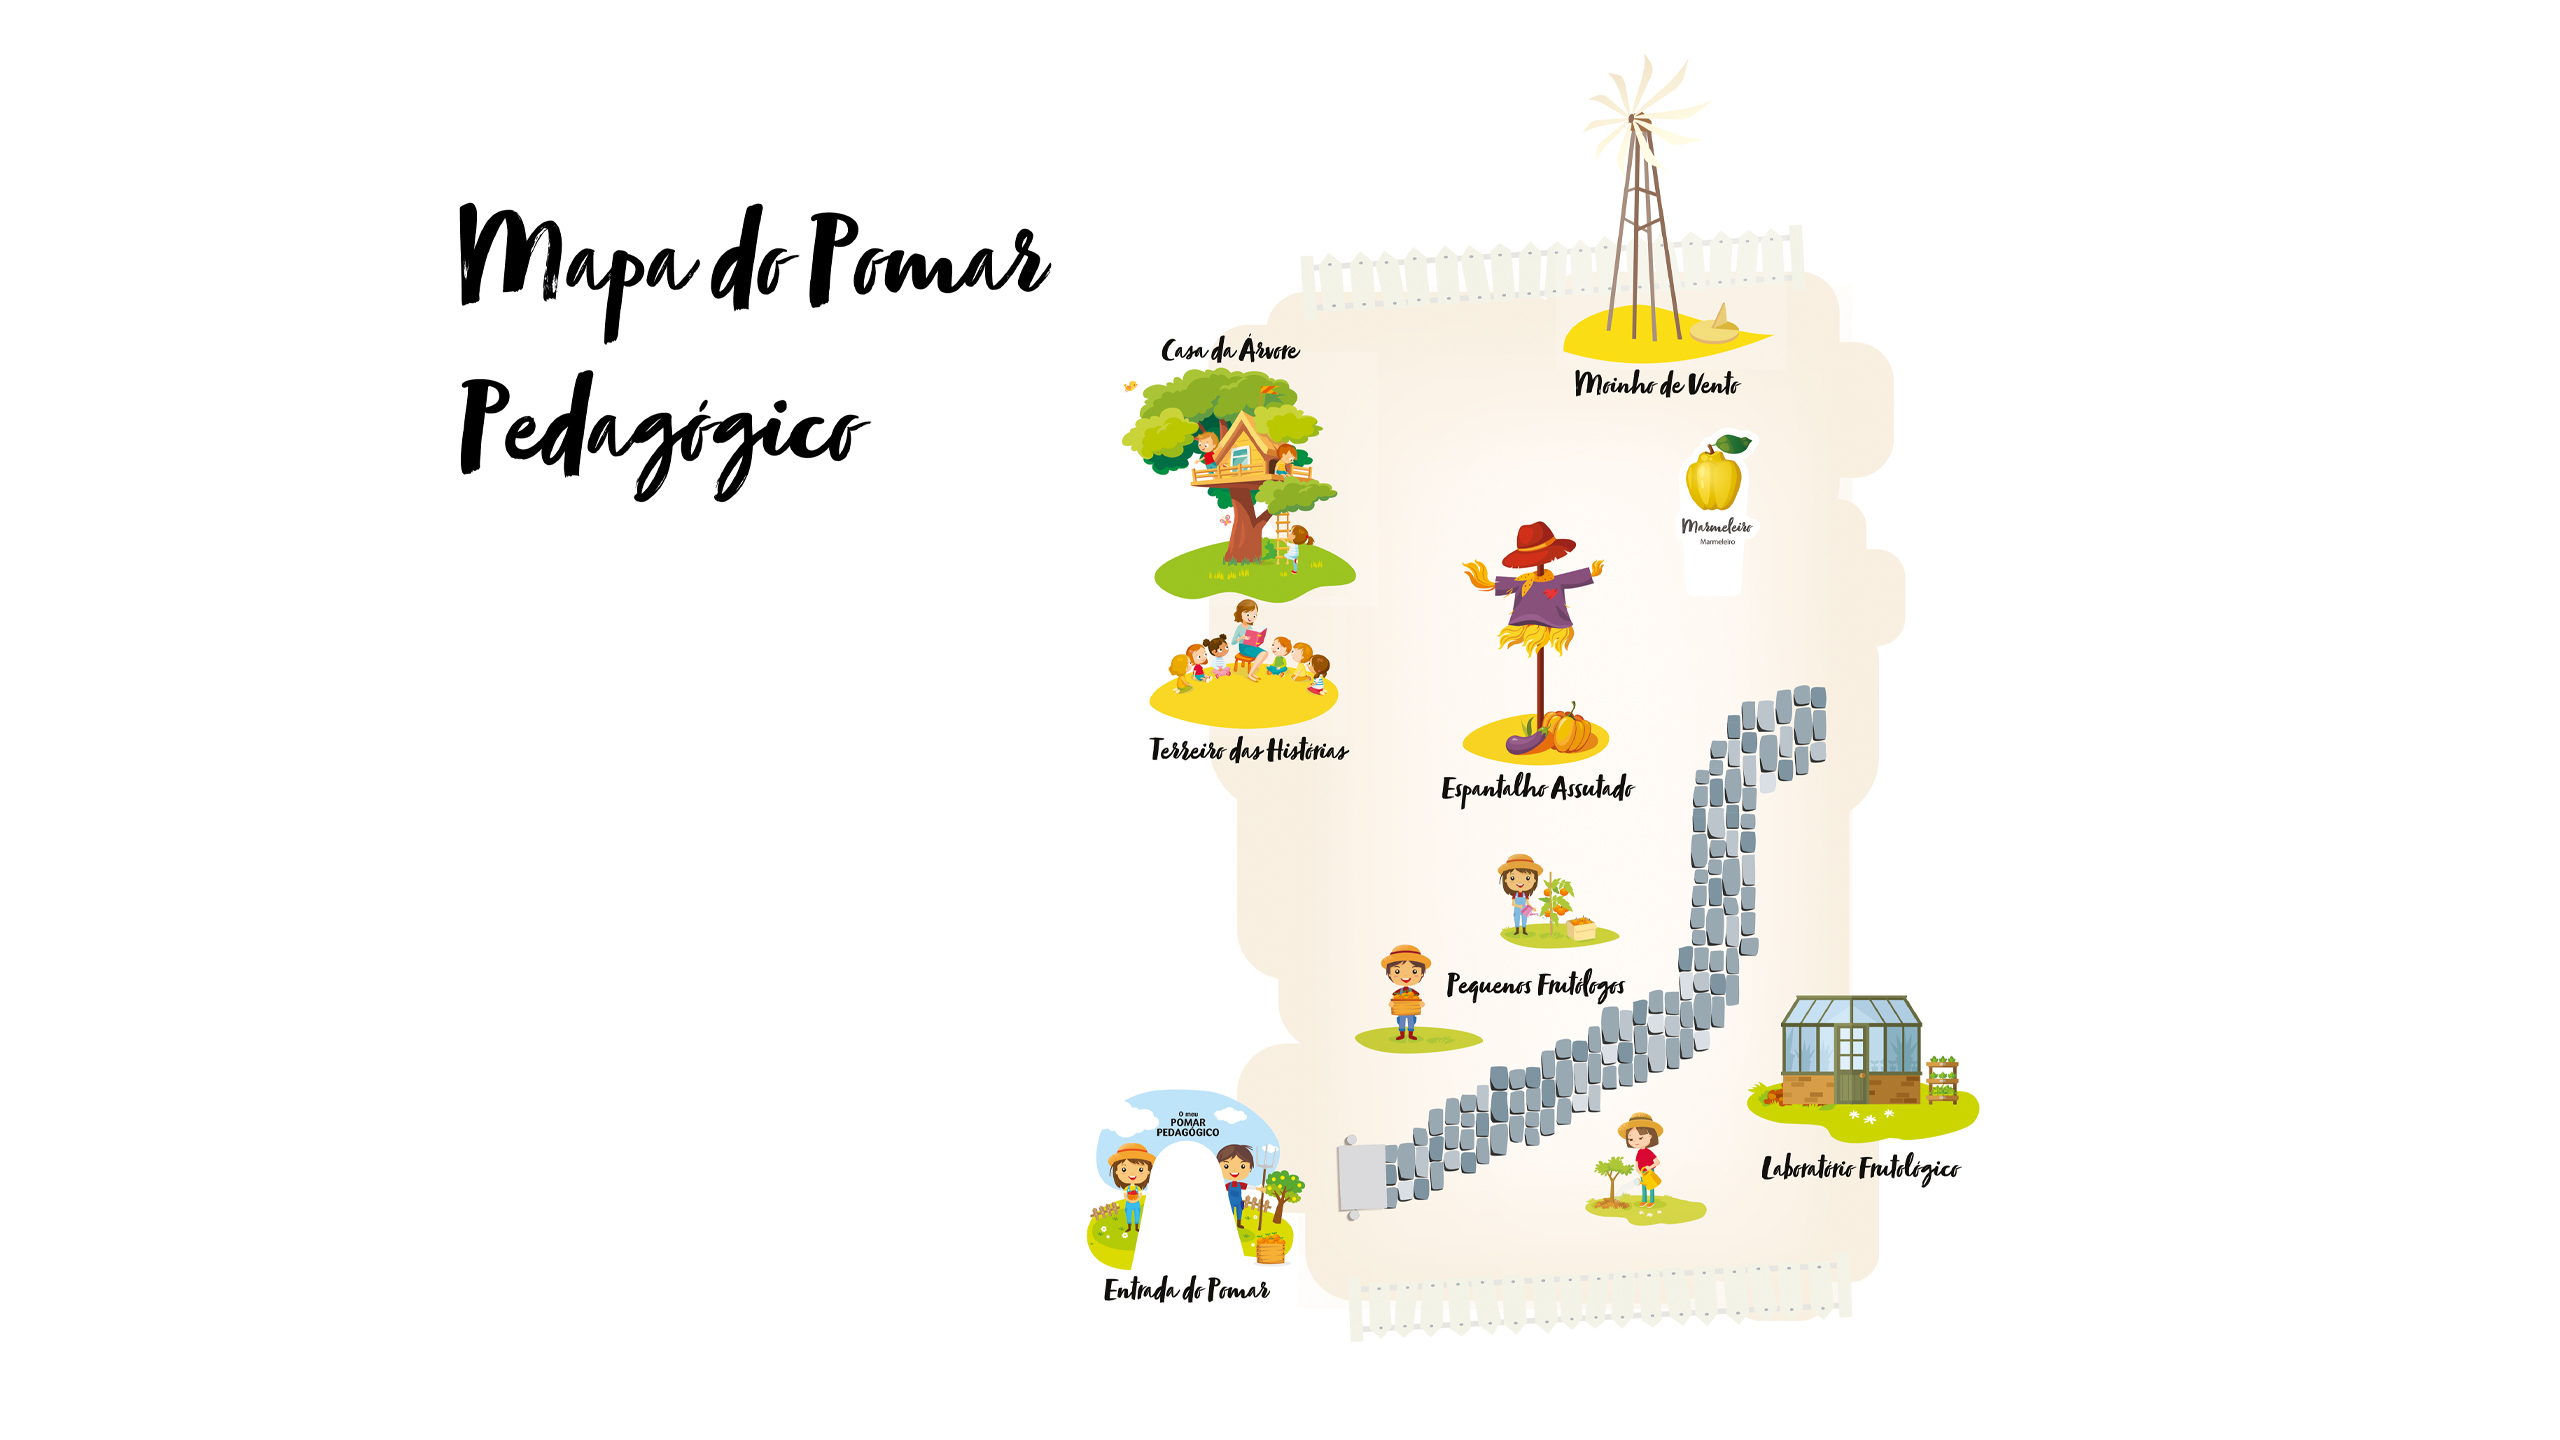 Mapa do Pomar
Pedagógico
Moinho de Vento
Casa da Árvore
Marmeleiro
Marmeleiro
Terreiro das Histórias
Espantalho Assutado
Pequenos Frutólogos
O meu
POMAR
PEDAGÓGICO
Laboratório Frutológico
Entrada do Pomar